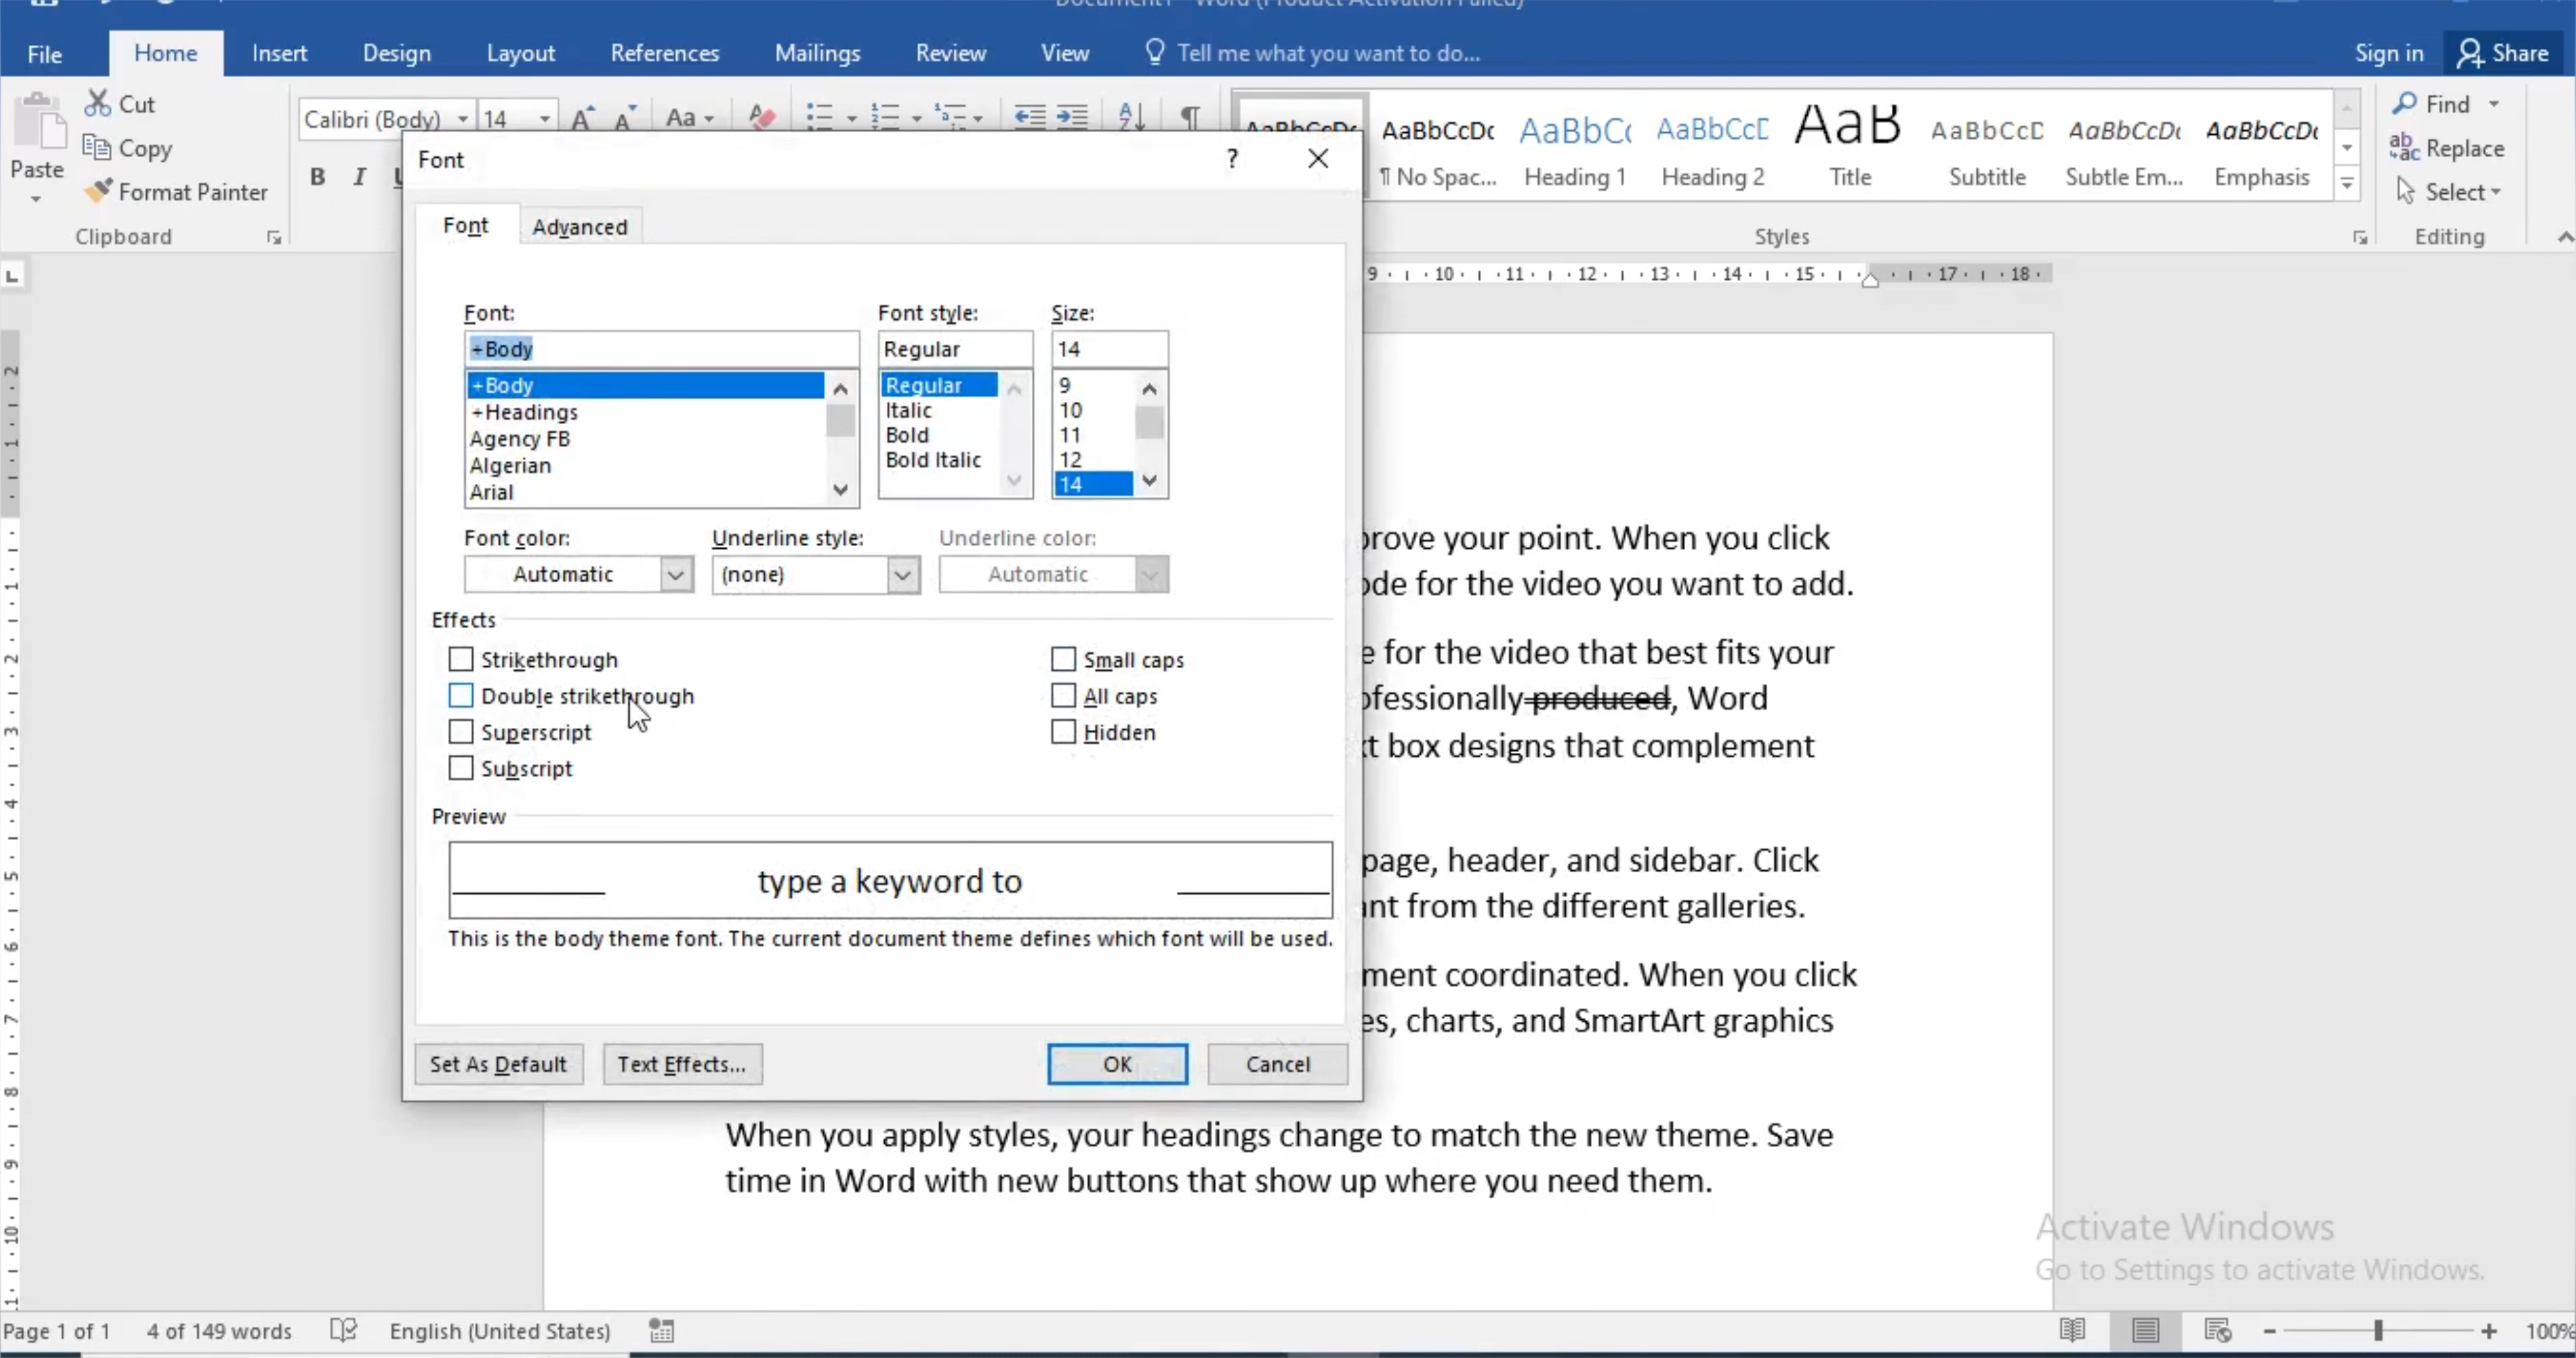 File Home Insert Design Layout References Mailings Review View Tell me what you want to do... Sign in Share
Cut
Copy
Paste
Format Painter
Clipboard
Calibri (Body) 14 Aa
B I
AaBbCcDc AaBbC AaB AaBbCcD AaBbCcDc AaBbCcDc
¶ No Spac... Heading 1 Heading 2 Title Subtitle Subtle Em... Emphasis
Styles
Find
Replace
Select
Editing
9 10 11 12 13 14 15 17 18
Font ?
Font Advanced
Font: Font style: Size:
+Body Regular 14
+Body Regular 9
+Headings Italic 10
Agency FB Bold 11
Algerian Bold Italic 12
Arial 14
Font color: Underline style: Underline color:
Automatic (none) Automatic
Effects
Strikethrough Small caps
Double strikethrough All caps
Superscript Hidden
Subscript
Preview
type a keyword to
This is the body theme font. The current document theme defines which font will be used.
Set As Default Text Effects... OK Cancel
prove your point. When you click
for the video you want to add.
for the video that best fits your
produced, Word
box designs that complement
page, header, and sidebar. Click
from the different galleries.
coordinated. When you click
charts, and SmartArt graphics
When you apply styles, your headings change to match the new theme. Save
time in Word with new buttons that show up where you need them.
Activate Windows
Go to Settings to activate Windows.
Page 1 of 1 4 of 149 words English (United States) 100%